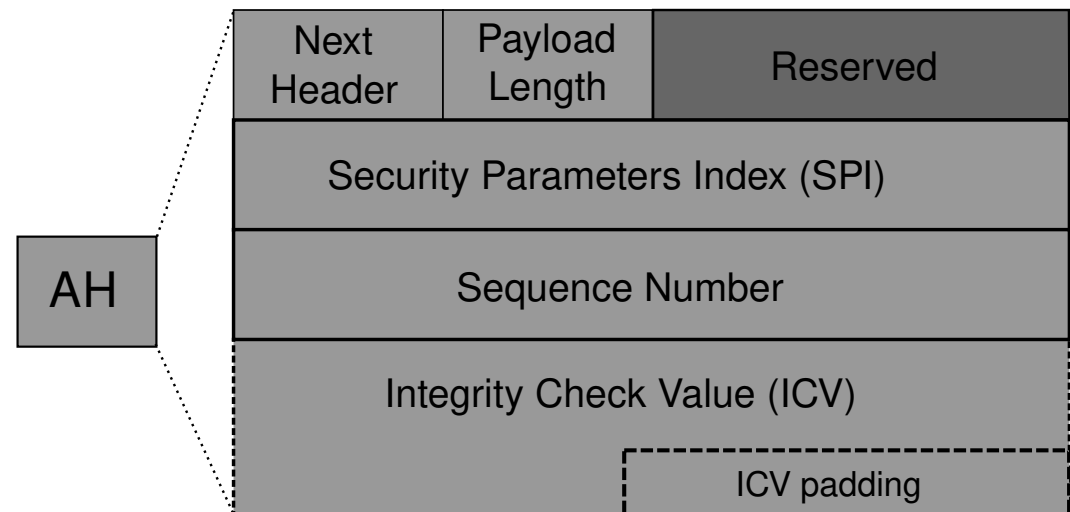 Next
Header
Payload
Length
Reserved
Security Parameters Index (SPI)
AH
Sequence Number
Integrity Check Value (ICV)
ICV padding